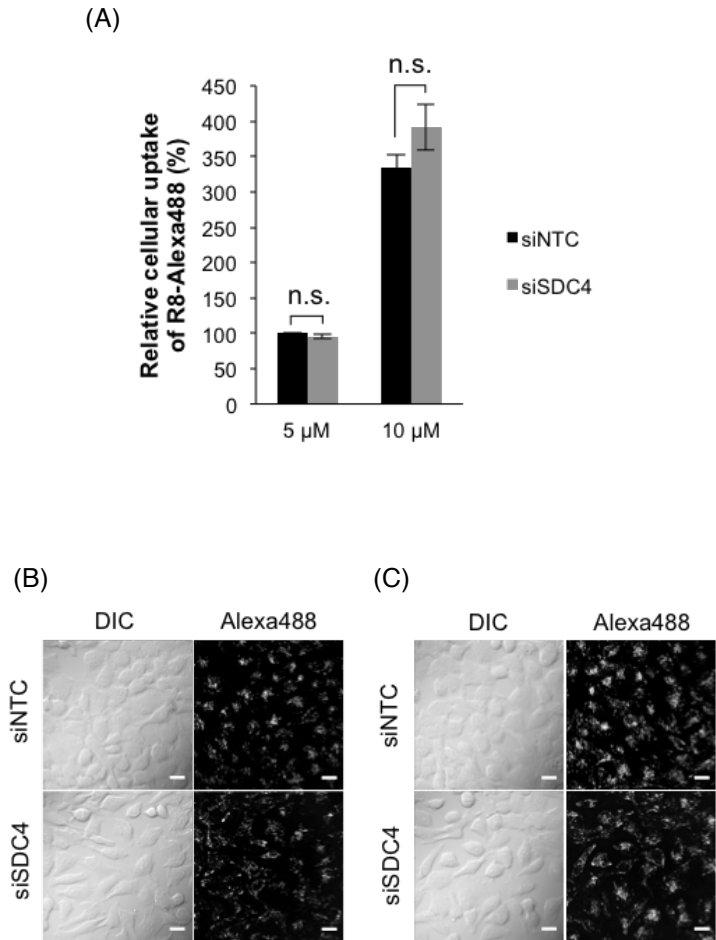 (A)
n.s.
450
400
350
300
250
200
150
100
50
0
Relative cellular uptake
of R8-Alexa488 (%)
n.s.
siNTC
siSDC4
5 µM
10 µM
(B)
DIC
Alexa488
siNTC
siSDC4
(C)
DIC
Alexa488
siNTC
siSDC4